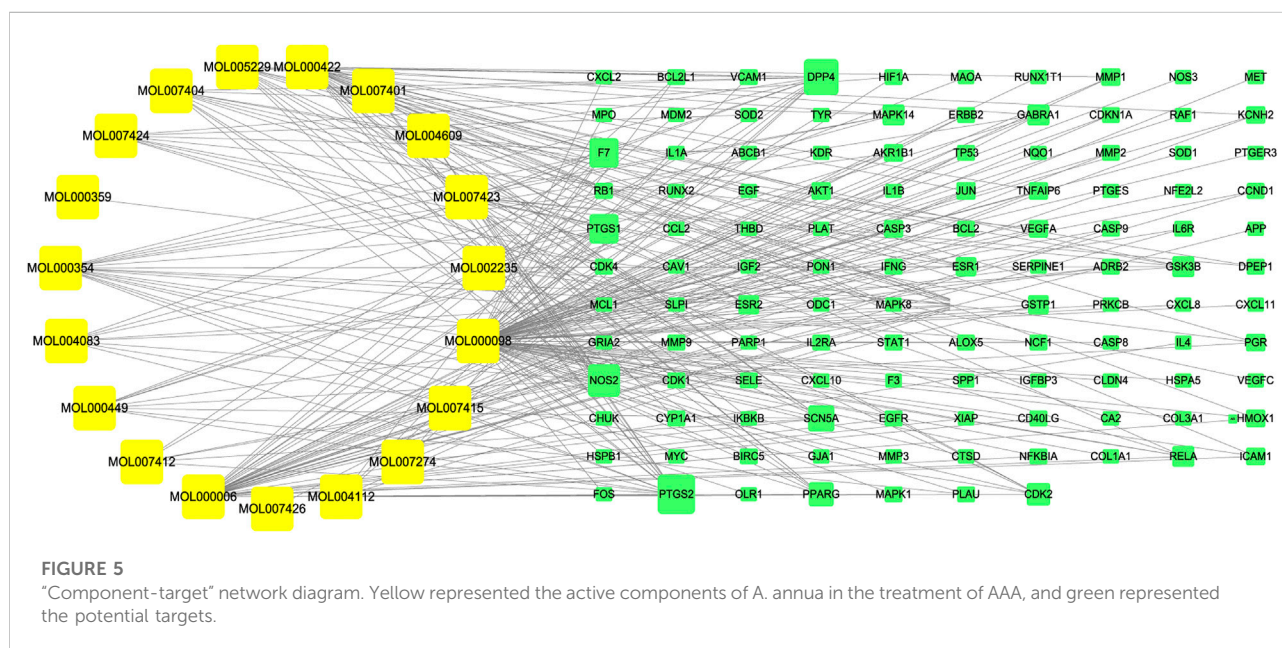 MOL005229 MOL000422
MOL007404 MOL007401
MOL007424 MOL004609
MOL000359 MOL007423
MOL000354 MOL002235
MOL004083 MOL000098
MOL000449 MOL007415
MOL007412 MOL007274
MOL000006 MOL004112
MOL007426
CXCL2 BCL2L1 VCAM1 DPP4 HIF1A MAOA RUNX1T1 MMP1 NOS3 MET
MPO MDM2 SOD2 TYR MAPK14 ERBB2 GABRA1 CDKN1A RAF1 KCNH2
F7 IL1A ABCB1 KDR AKR1B1 TP53 NQO1 MMP2 SOD1 PTGER3
RB1 RUNX2 EGF AKT1 IL1B JUN TNFAIP6 PTGES NFE2L2 CCND1
PTGS1 CCL2 THBD PLAT CASP3 BCL2 VEGFA CASP9 IL6R APP
CDK4 CAV1 IGF2 PON1 IFNG ESR1 SERPINE1 ADRB2 GSK3B DPEP1
MCL1 SLPI ESR2 ODC1 MAPK8 GSTP1 PRKCB CXCL8 CXCL11
GRIA2 MMP9 PARP1 IL2RA STAT1 ALOX5 NCF1 CASP8 IL4 PGR
NOS2 CDK1 SELE CXCL10 F3 SPP1 IGFBP3 CLDN4 HSPA5 VEGFC
CHUK CYP1A1 IKBKB SCN5A EGFR XIAP CD40LG CA2 COL3A1 HMOX1
HSPB1 MYC BIRC5 GJA1 MMP3 CTSD NFKBIA COL1A1 RELA ICAM1
FOS PTGS2 OLR1 PPARG MAPK1 PLAU CDK2
FIGURE 5
"Component-target" network diagram. Yellow represented the active components of A. annua in the treatment of AAA, and green represented
the potential targets.